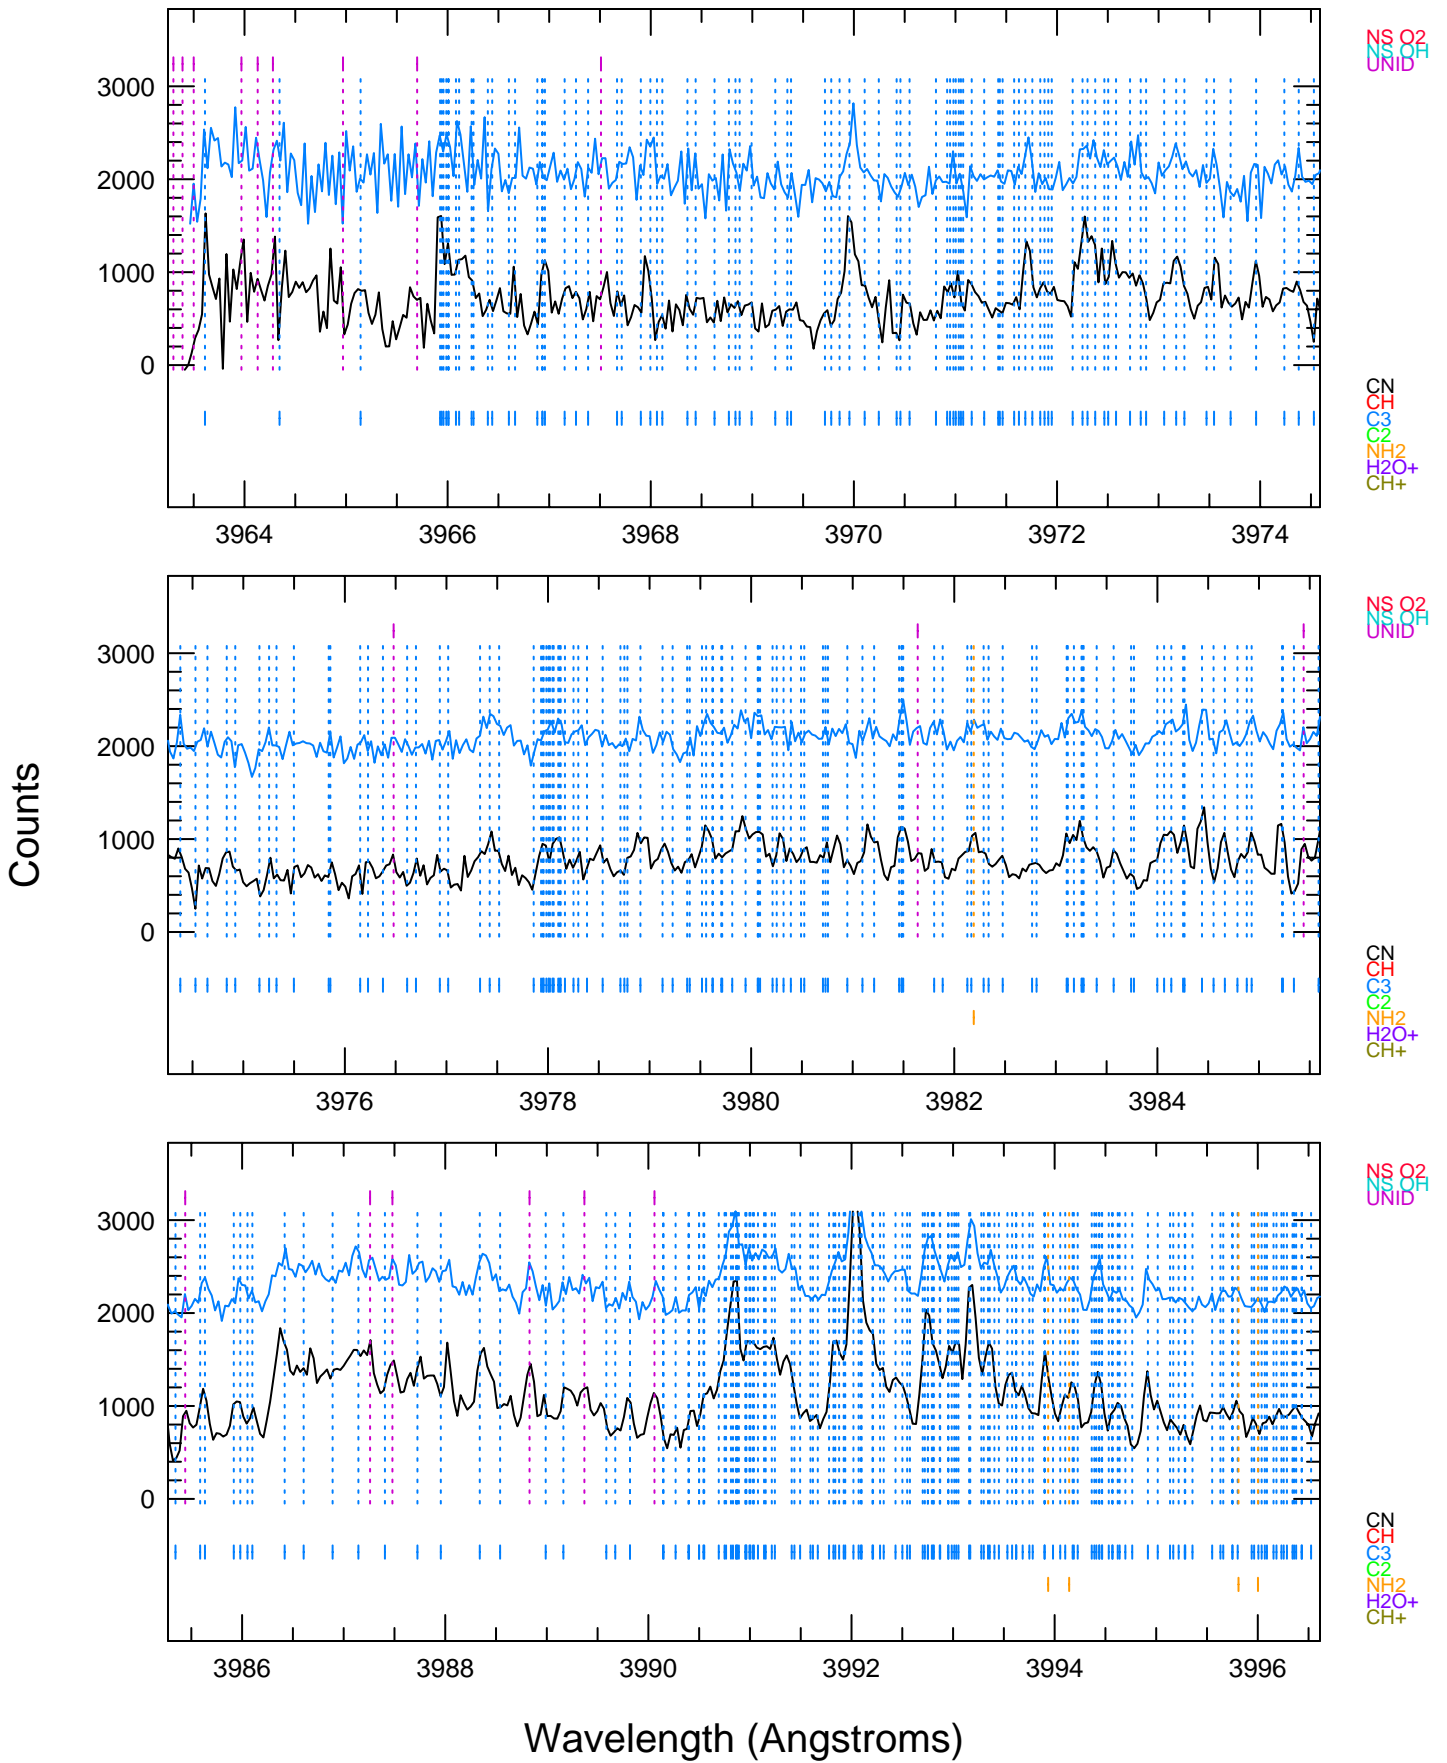 NS O2
NS OH
UNID
3000
2000
1000
0
CN
CH
C3
C2
NH2
H2O+
CH+
3964 3966 3968 3970 3972 3974
NS O2
NS OH
UNID
3000
2000
1000
0
CN
CH
C3
C2
NH2
H2O+
CH+
3976 3978 3980 3982 3984
Counts
NS O2
NS OH
UNID
3000
2000
1000
0
CN
CH
C3
C2
NH2
H2O+
CH+
3986 3988 3990 3992 3994 3996
Wavelength (Angstroms)